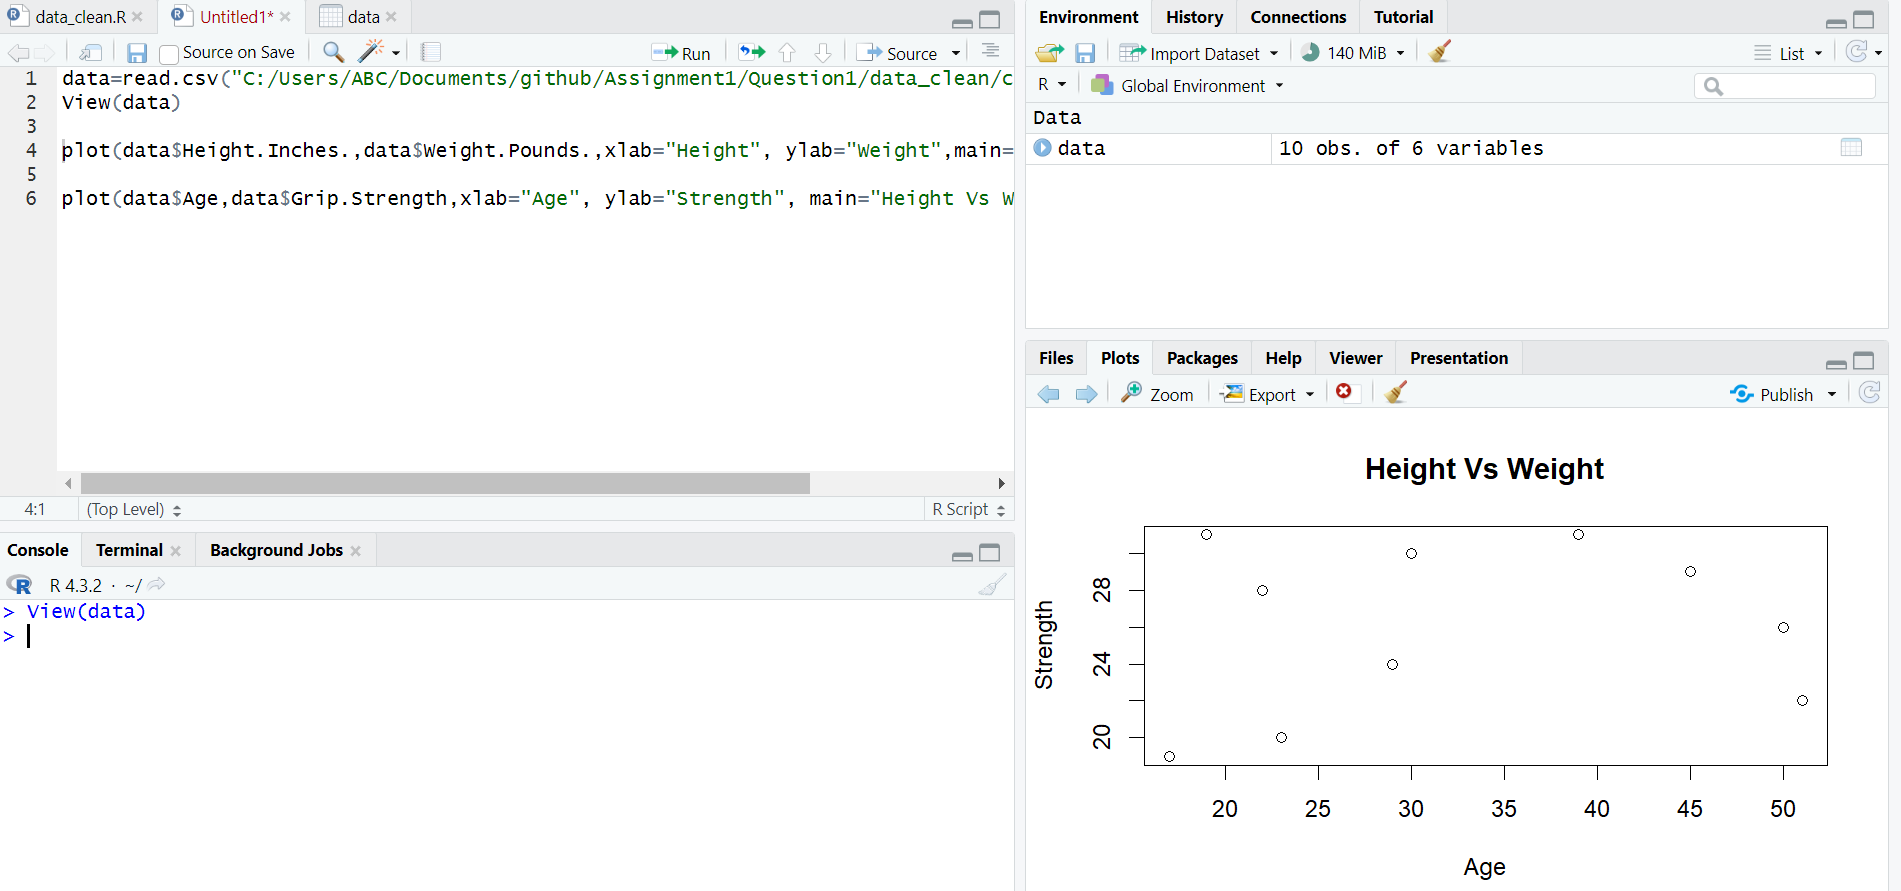 data_clean.R
Untitled1*
data
Source on Save
Run
Source
1 data=read.csv("C:/Users/ABC/Documents/github/Assignment1/Question1/data_clean/c
2 View(data)
3
4 plot(data$Height.Inches.,data$Weight.Pounds.,xlab="Height", ylab="Weight",main=
5
6 plot(data$Age,data$Grip.Strength,xlab="Age", ylab="Strength", main="Height Vs W
4:1 (Top Level) R Script
Console Terminal Background Jobs
R R 4.3.2 · ~/
> View(data)
>
Environment History Connections Tutorial
Import Dataset 140 MiB List
R Global Environment
Data
data 10 obs. of 6 variables
Files Plots Packages Help Viewer Presentation
Zoom Export Publish
Height Vs Weight
Strength
28
24
20
20 25 30 35 40 45 50
Age